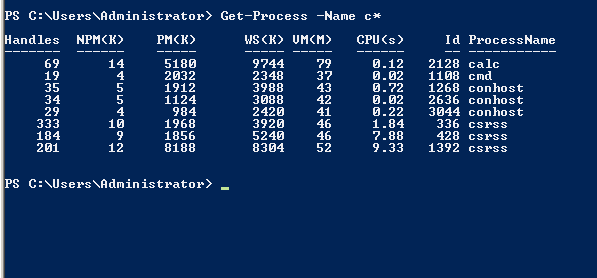 PS C:\Users\Administrator> Get-Process -Name c*
Handles  NPM(K)    PM(K)      WS(K) VM(M)   CPU(s)     Id ProcessName
-------  ------    -----      ----- -----   ------     -- -----------
     69      14     5180       9744    79     0.12   2128 calc
     19       4     2032       2348    37     0.02   1108 cmd
     35       5     1912       3988    43     0.72   1268 conhost
     34       5     1124       3088    42     0.02   2636 conhost
     29       4      984       2420    41     0.22   3044 conhost
    333      10     1968       3920    46     1.84    336 csrss
    184       9     1856       5240    46     7.88    428 csrss
    201      12     8188       8304    52     9.33   1392 csrss
PS C:\Users\Administrator> _